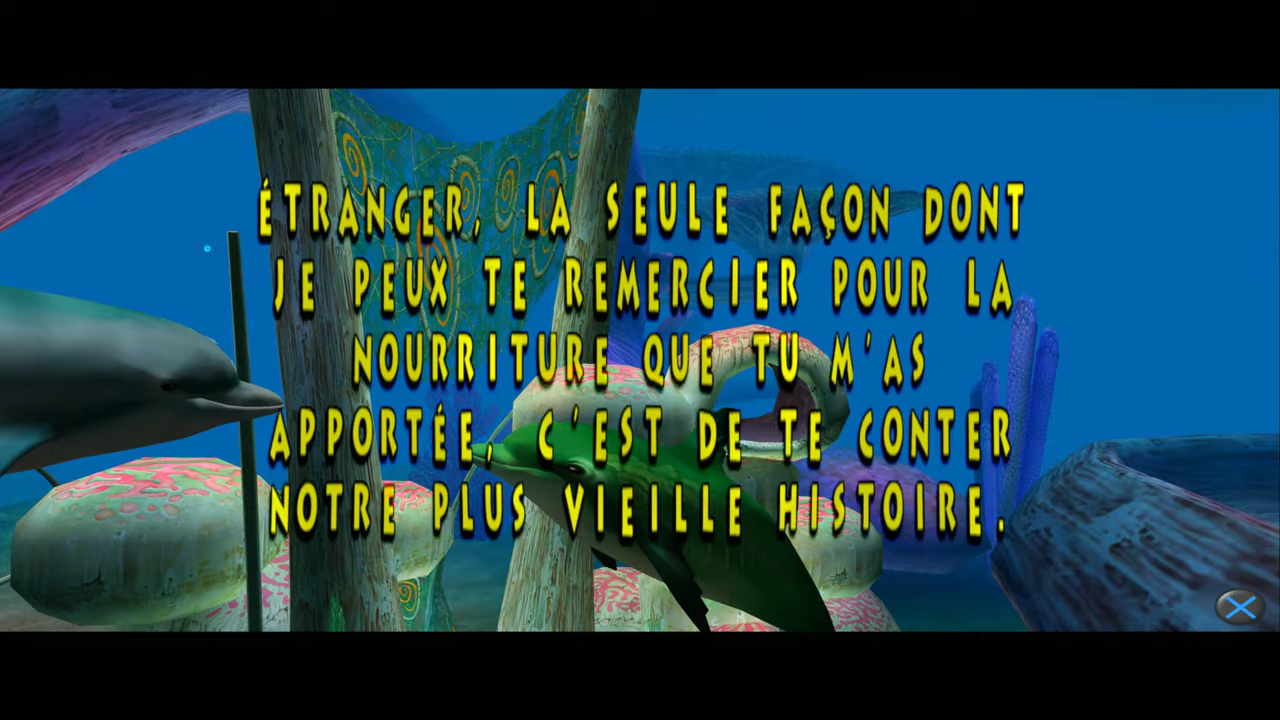 ÉTRANGER, LA SEULE FAÇON DONT
JE PEUX TE REMERCIER POUR LA
NOURRITURE QUE TU M'AS
APPORTÉE, C'EST DE TE CONTER
NOTRE PLUS VIEILLE HISTOIRE.